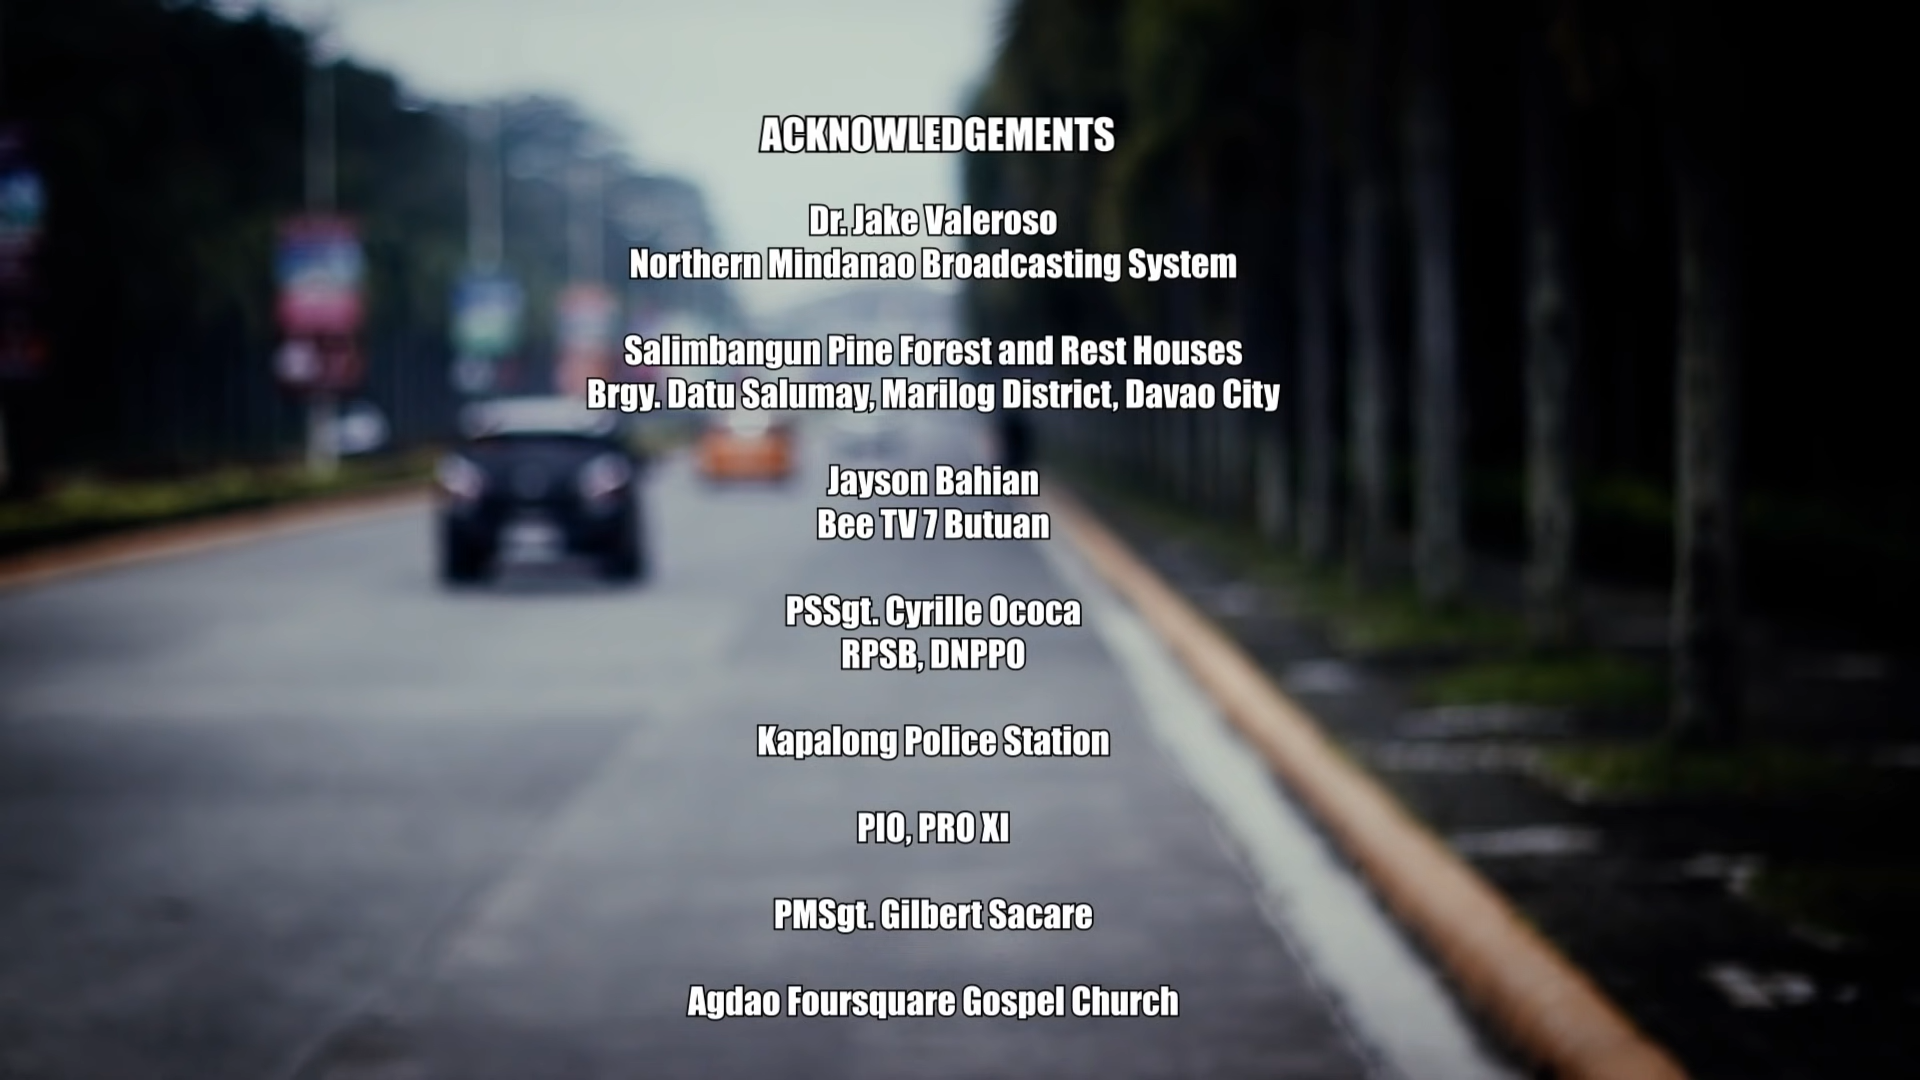 ACKNOWLEDGEMENTS
Dr. Jake Valeroso
Northern Mindanao Broadcasting System
Salimbangun Pine Forest and Rest Houses
Brgy. Datu Salumay, Marilog District, Davao City
Jayson Bahian
Bee TV 7 Butuan
PSSgt. Cyrille Ococa
RPSB, DNPPO
Kapalong Police Station
PIO, PRO XI
PMSgt. Gilbert Sacare
Agdao Foursquare Gospel Church